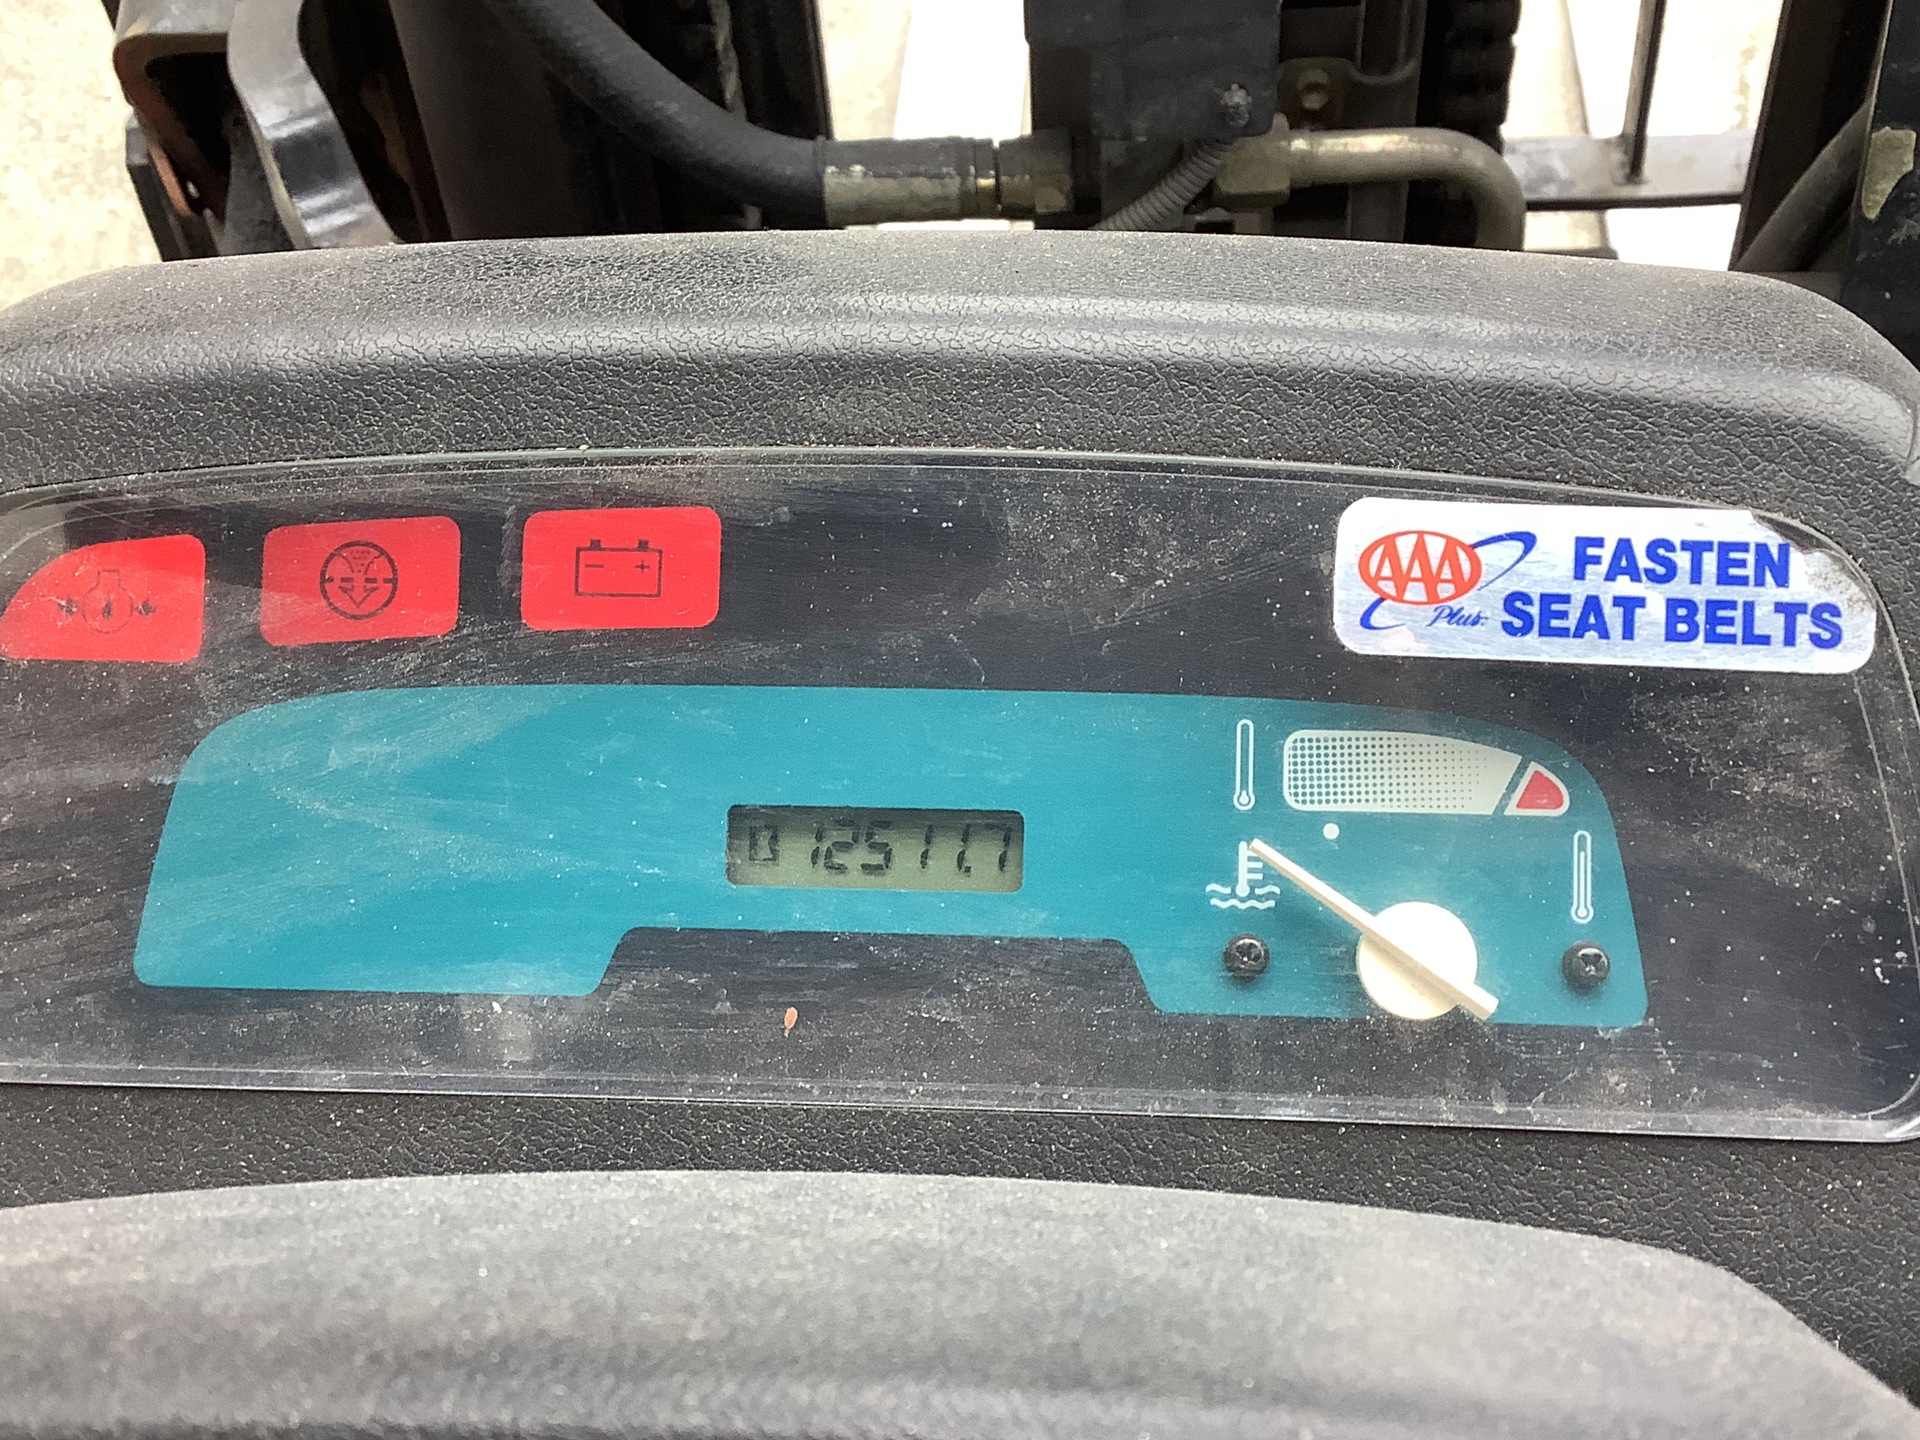 AAA Plus
FASTEN
SEAT BELTS
12511.7